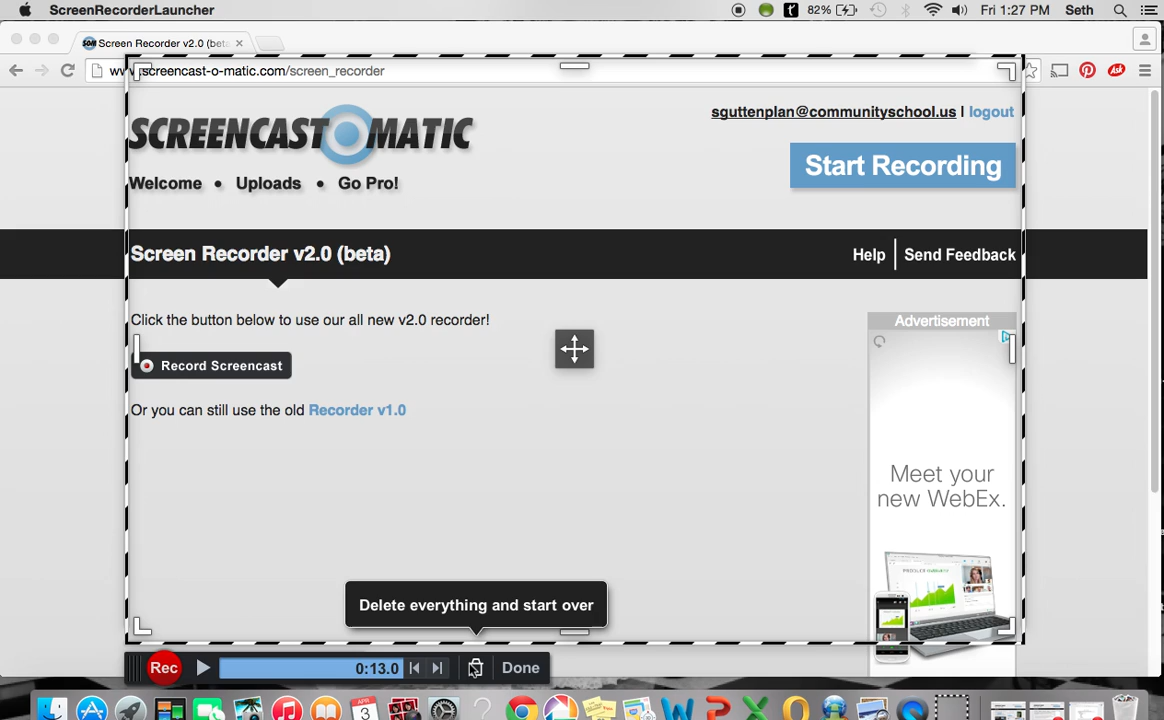 ScreenRecorderLauncher
82%
Fri 1:27 PM Seth
Screen Recorder v2.0 (beta
screencast-o-matic.com/screen_recorder
Ask
SCREENCAST O MATIC
sguttenplan@communityschool.us | logout
Start Recording
Welcome • Uploads • Go Pro!
Screen Recorder v2.0 (beta)
Help
Send Feedback
Click the button below to use our all new v2.0 recorder!
Advertisement
Record Screencast
Or you can still use the old Recorder v1.0
Meet your
new WebEx.
Delete everything and start over
Rec
0:13.0
Done